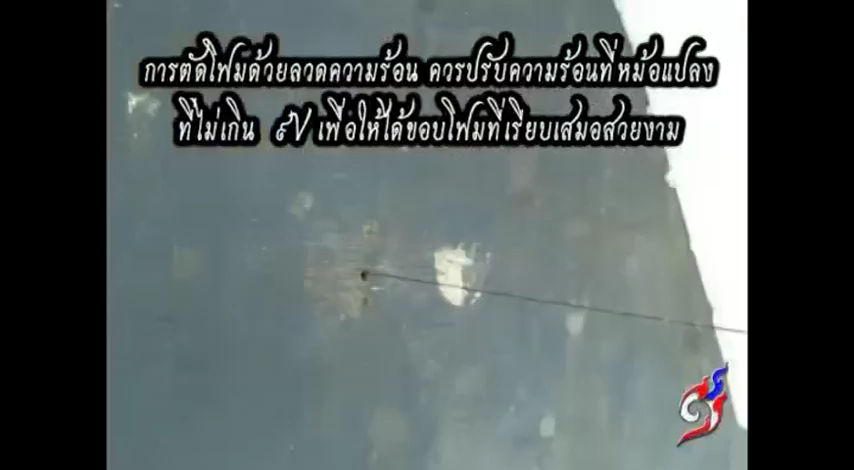 การตัดโฟมด้วยลวดความร้อน ควรปรับความร้อนที่หม้อแปลง
ที่ไม่เกิน ๙V เพื่อให้ได้ขอบโฟมที่เรียบเสมอสวยงาม